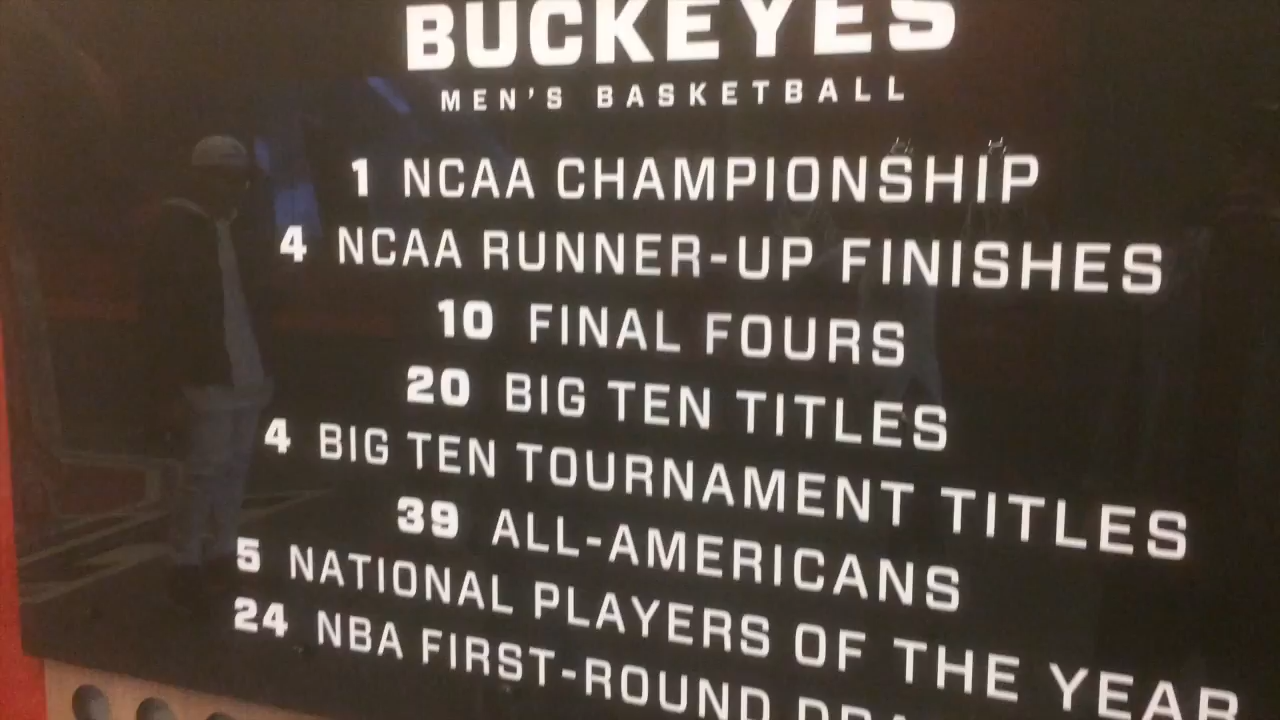 BUCKEYES
MEN'S BASKETBALL
1 NCAA CHAMPIONSHIP
4 NCAA RUNNER-UP FINISHES
10 FINAL FOURS
20 BIG TEN TITLES
4 BIG TEN TOURNAMENT TITLES
39 ALL-AMERICANS
5 NATIONAL PLAYERS OF THE YEAR
24 NBA FIRST-ROUND